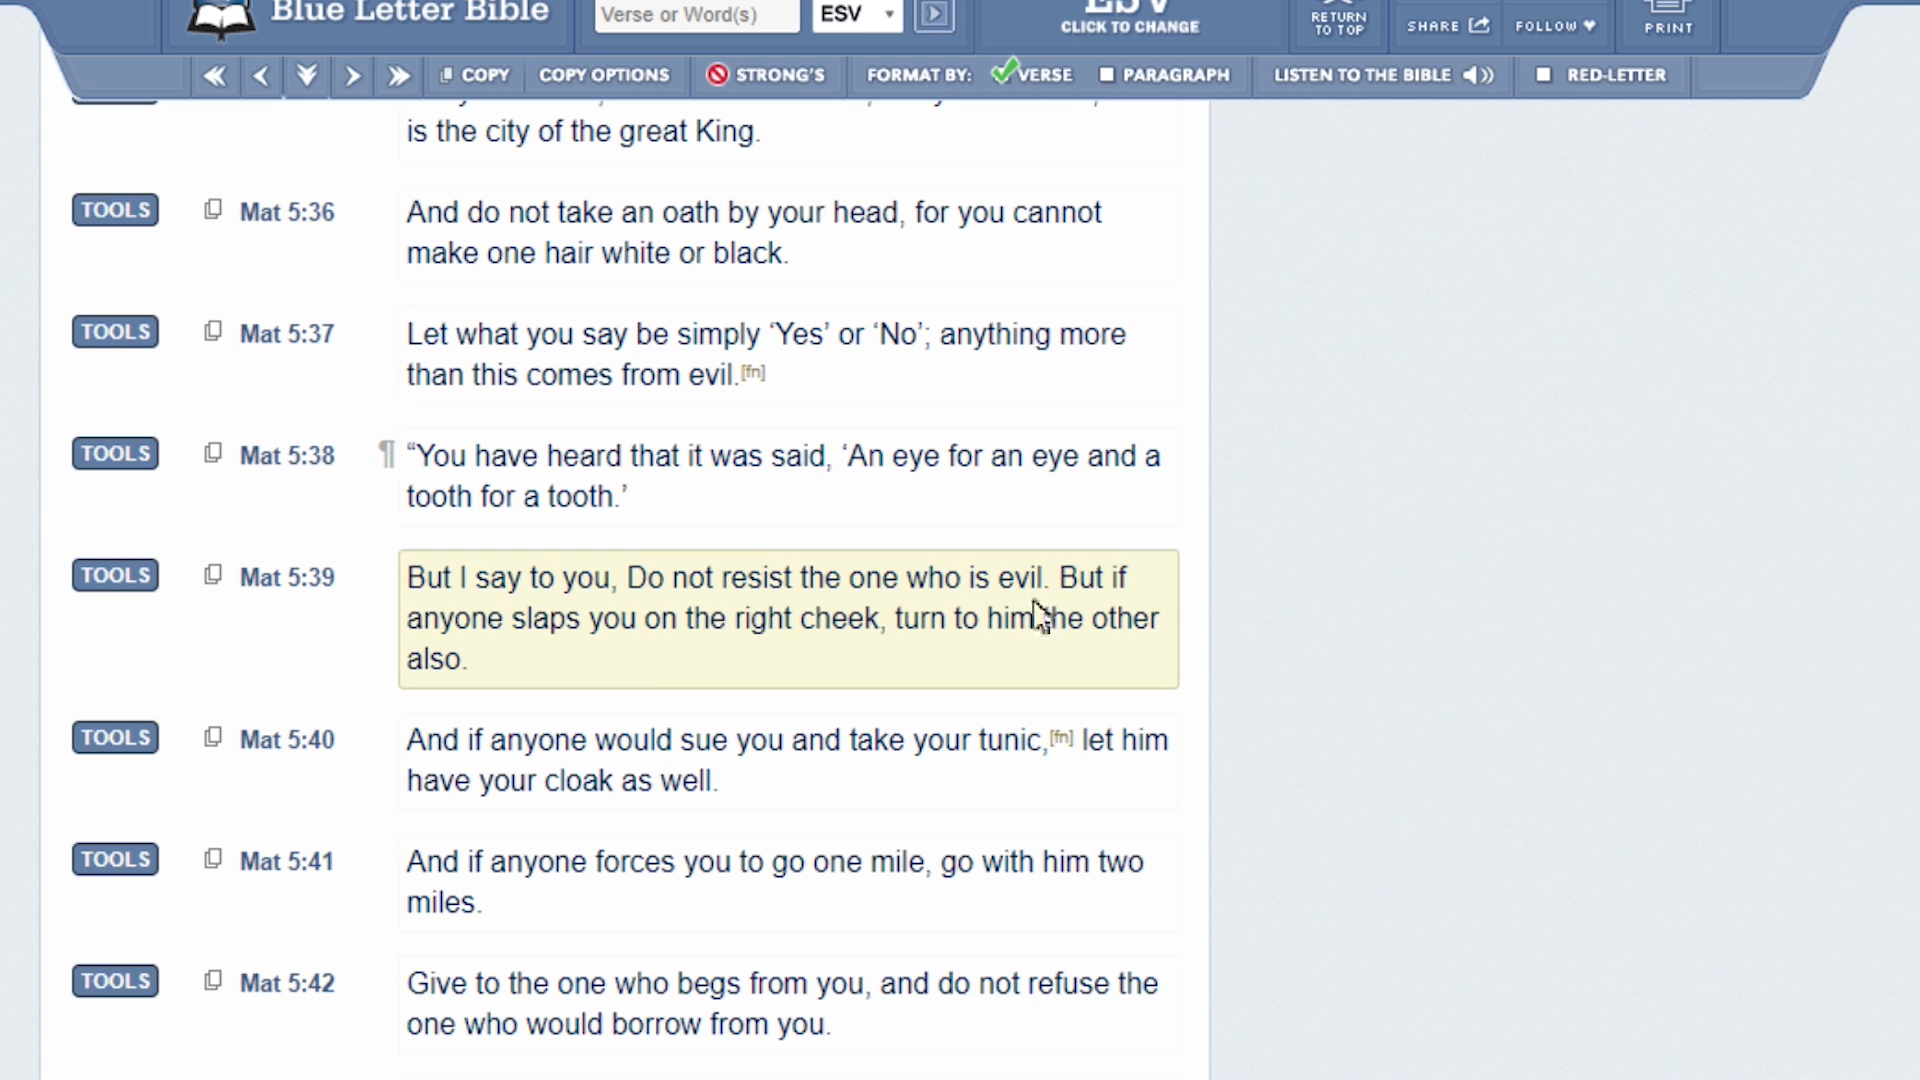 Blue Letter Bible
Verse or Word(s)
ESV
ESV
CLICK TO CHANGE
RETURN
TO TOP
SHARE
FOLLOW
PRINT
COPY
COPY OPTIONS
STRONG'S
FORMAT BY:
VERSE
PARAGRAPH
LISTEN TO THE BIBLE
RED-LETTER
is the city of the great King.
TOOLS
Mat 5:36
And do not take an oath by your head, for you cannot
make one hair white or black.
TOOLS
Mat 5:37
Let what you say be simply ‘Yes’ or ‘No’; anything more
than this comes from evil.[fn]
TOOLS
Mat 5:38
¶ “You have heard that it was said, ‘An eye for an eye and a
tooth for a tooth.’
TOOLS
Mat 5:39
But I say to you, Do not resist the one who is evil. But if
anyone slaps you on the right cheek, turn to him the other
also.
TOOLS
Mat 5:40
And if anyone would sue you and take your tunic,[fn] let him
have your cloak as well.
TOOLS
Mat 5:41
And if anyone forces you to go one mile, go with him two
miles.
TOOLS
Mat 5:42
Give to the one who begs from you, and do not refuse the
one who would borrow from you.